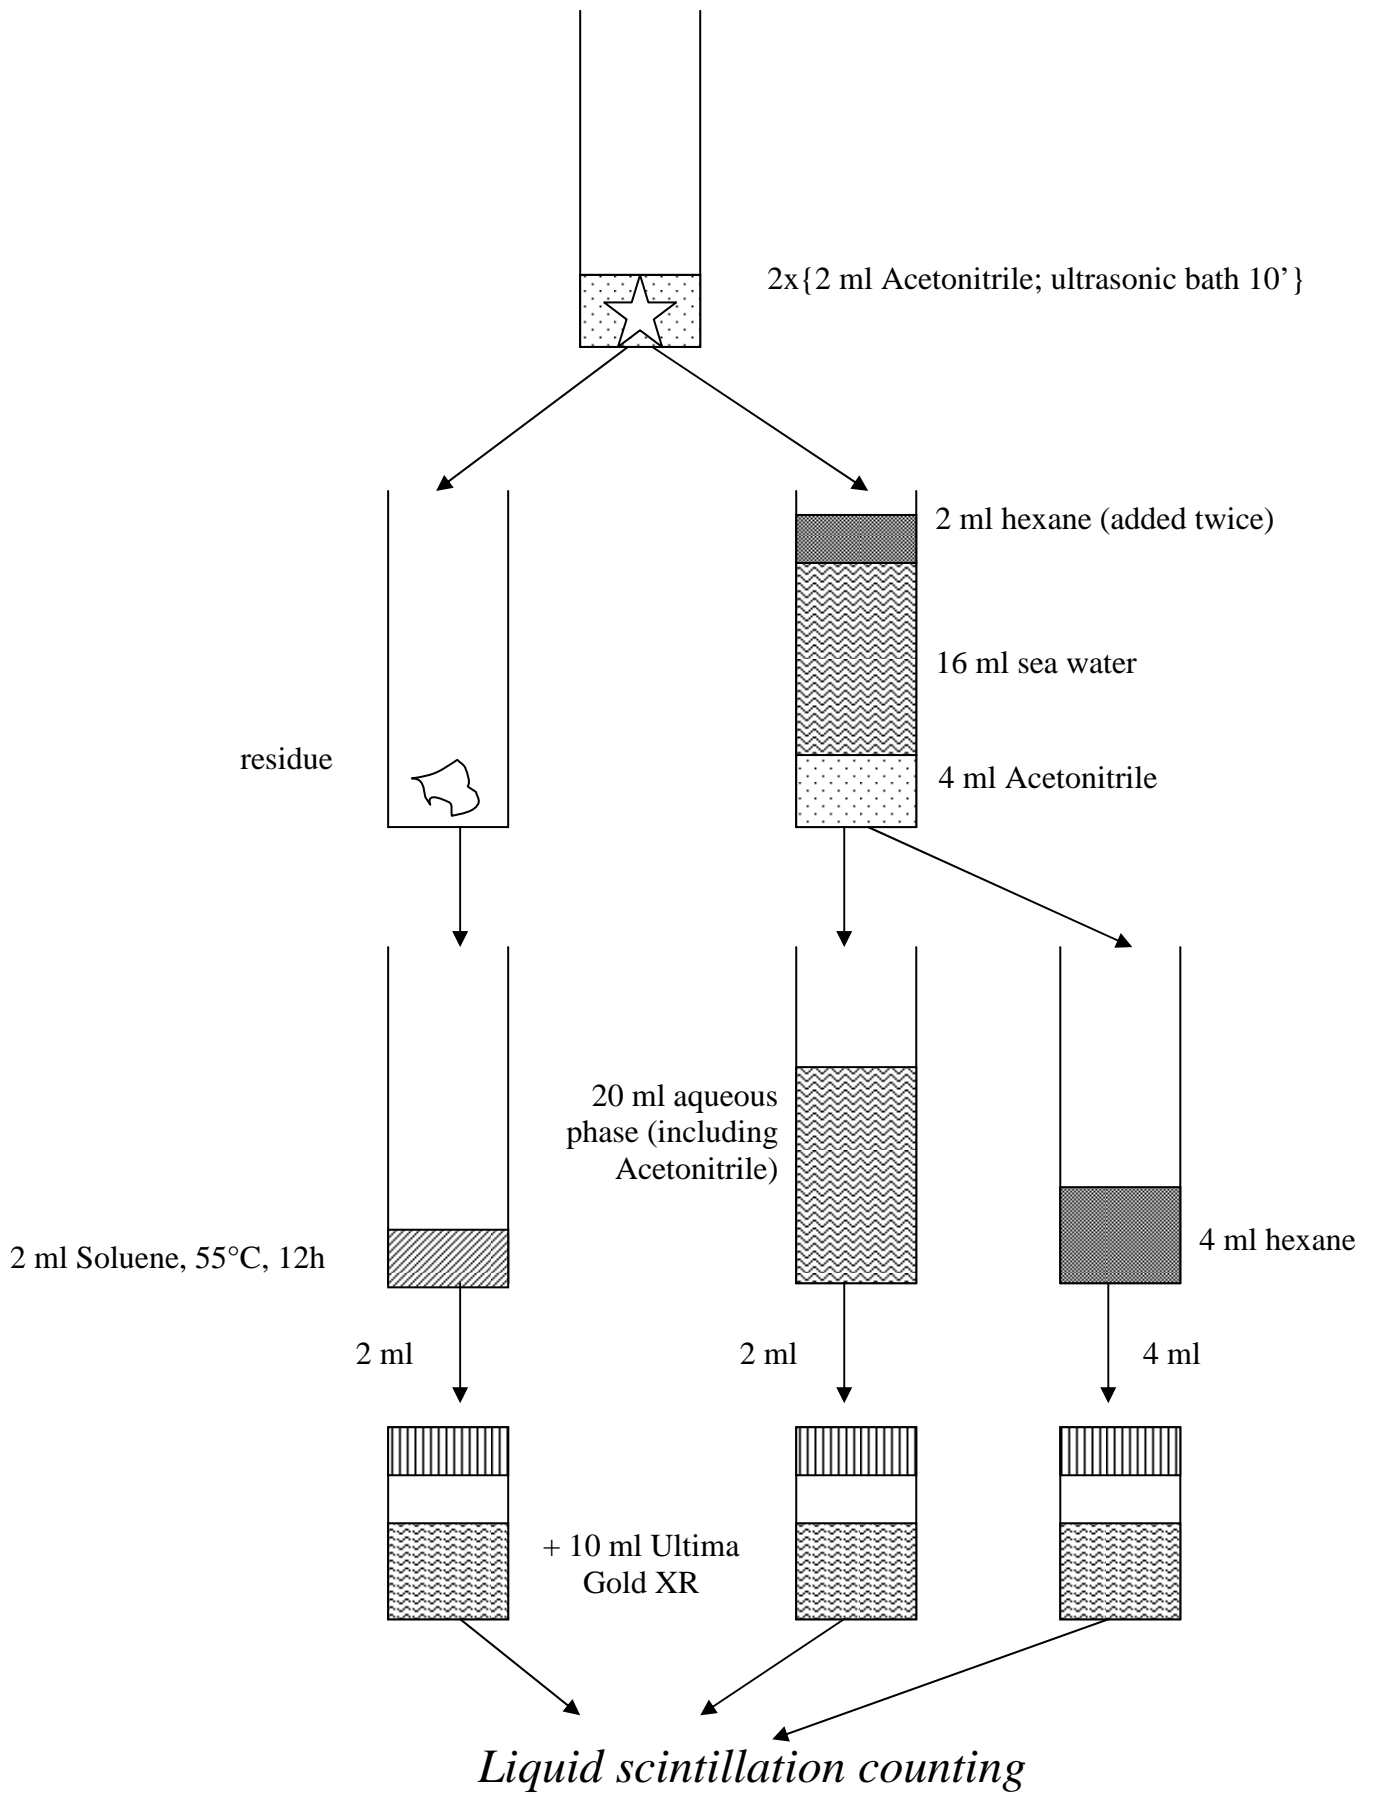 2x{2 ml Acetonitrile; ultrasonic bath 10’}
2 ml hexane (added twice)
16 ml sea water
residue
4 ml Acetonitrile
20 ml aqueous
phase (including
Acetonitrile)
2 ml Soluene, 55°C, 12h
4 ml hexane
2 ml
2 ml
4 ml
+ 10 ml Ultima
Gold XR
Liquid scintillation counting